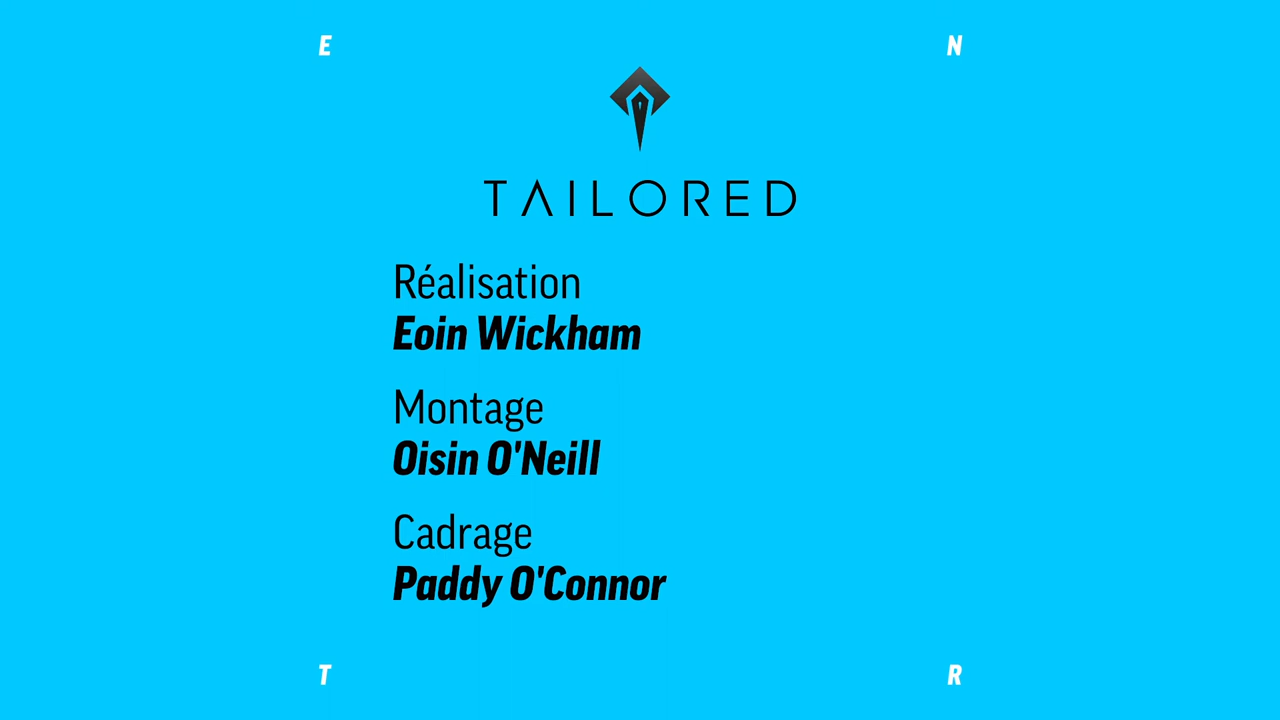 E N
TAILORED
Réalisation
Eoin Wickham
Montage
Oisin O'Neill
Cadrage
Paddy O'Connor
T R